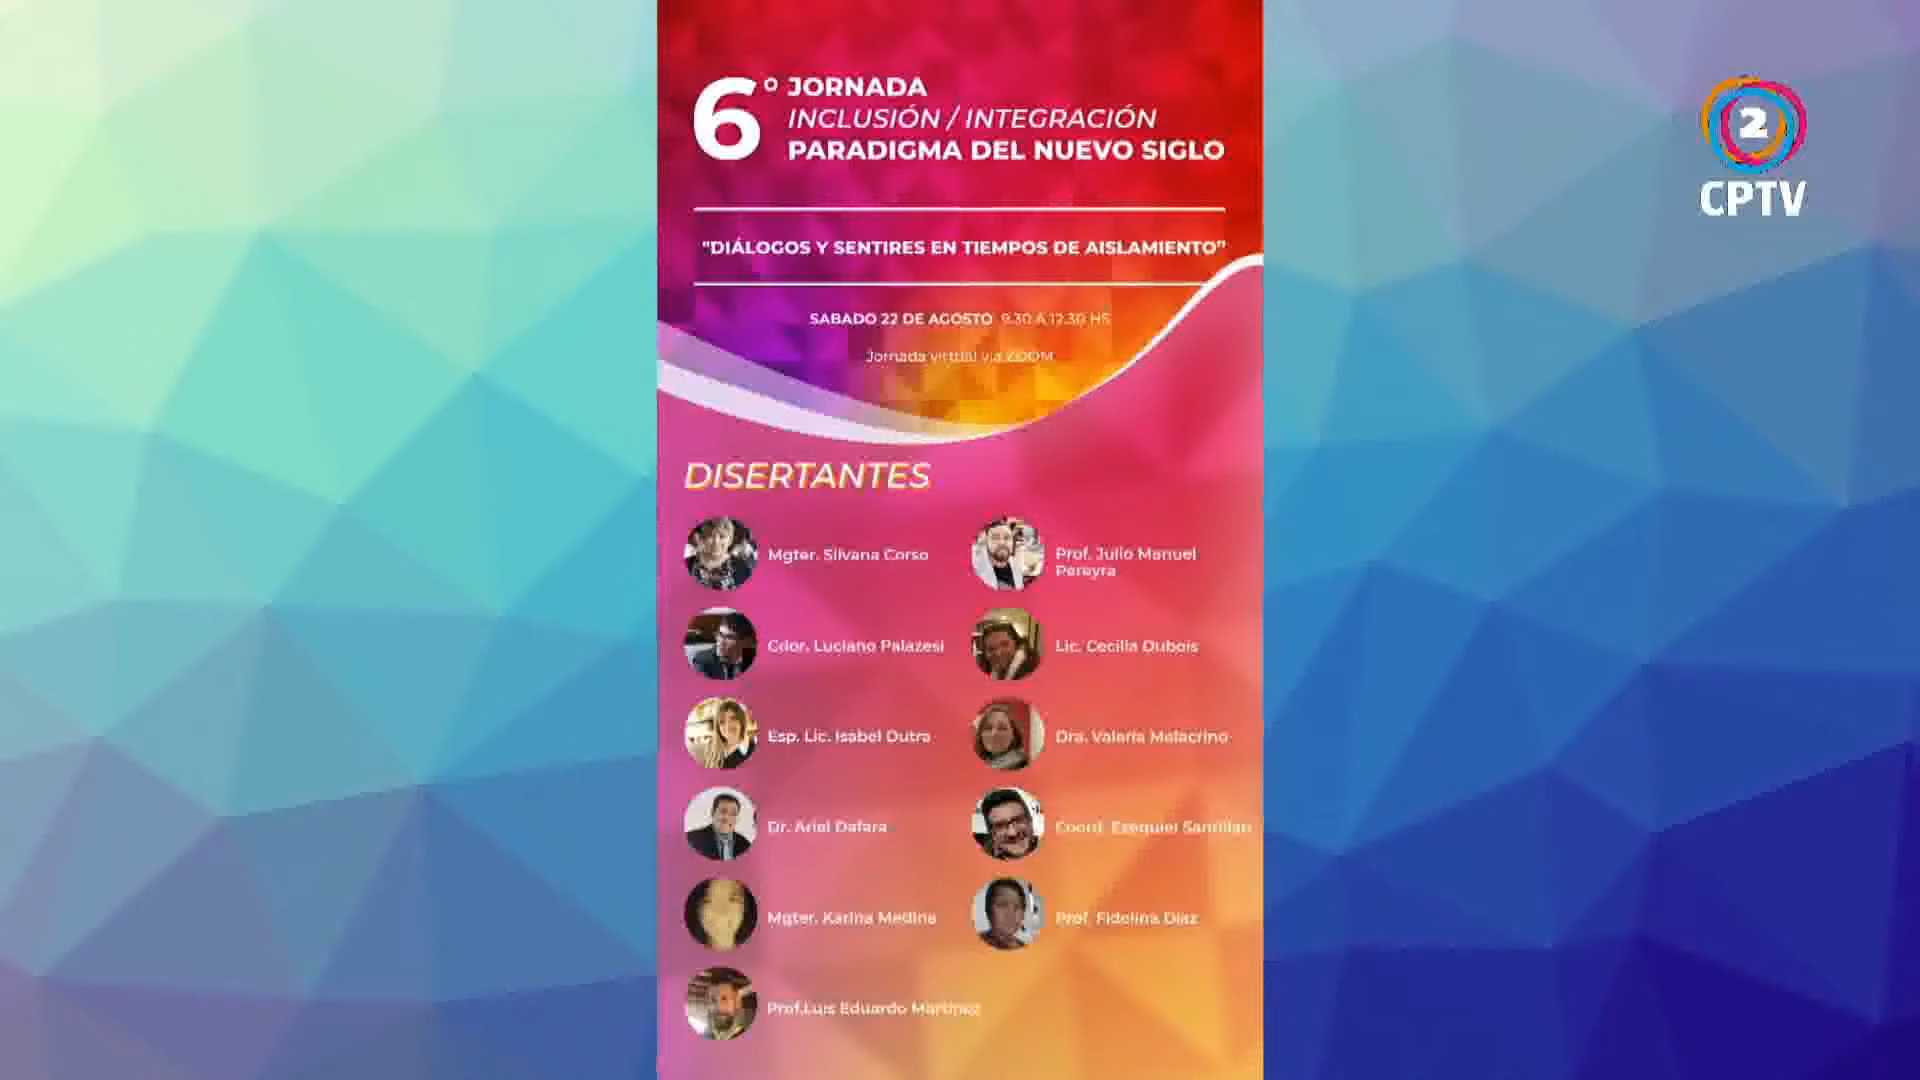 6° JORNADA
INCLUSIÓN / INTEGRACIÓN
PARADIGMA DEL NUEVO SIGLO
"DIÁLOGOS Y SENTIRES EN TIEMPOS DE AISLAMIENTO"
SABADO 22 DE AGOSTO 9.30 A 12.30 HS
Jornada virtual via ZOOM
DISERTANTES
Mgter. Silvana Corso
Prof. Julio Manuel
Pereyra
Cdor. Luciano Palazesi
Lic. Cecilia Dubois
Esp. Lic. Isabel Dutra
Dra. Valeria Malacrino
Dr. Ariel Dafara
Coord. Ezequiel Santillan
Mgter. Karina Medina
Prof. Fidelina Diaz
Prof.Luis Eduardo Martinez
2
CPTV